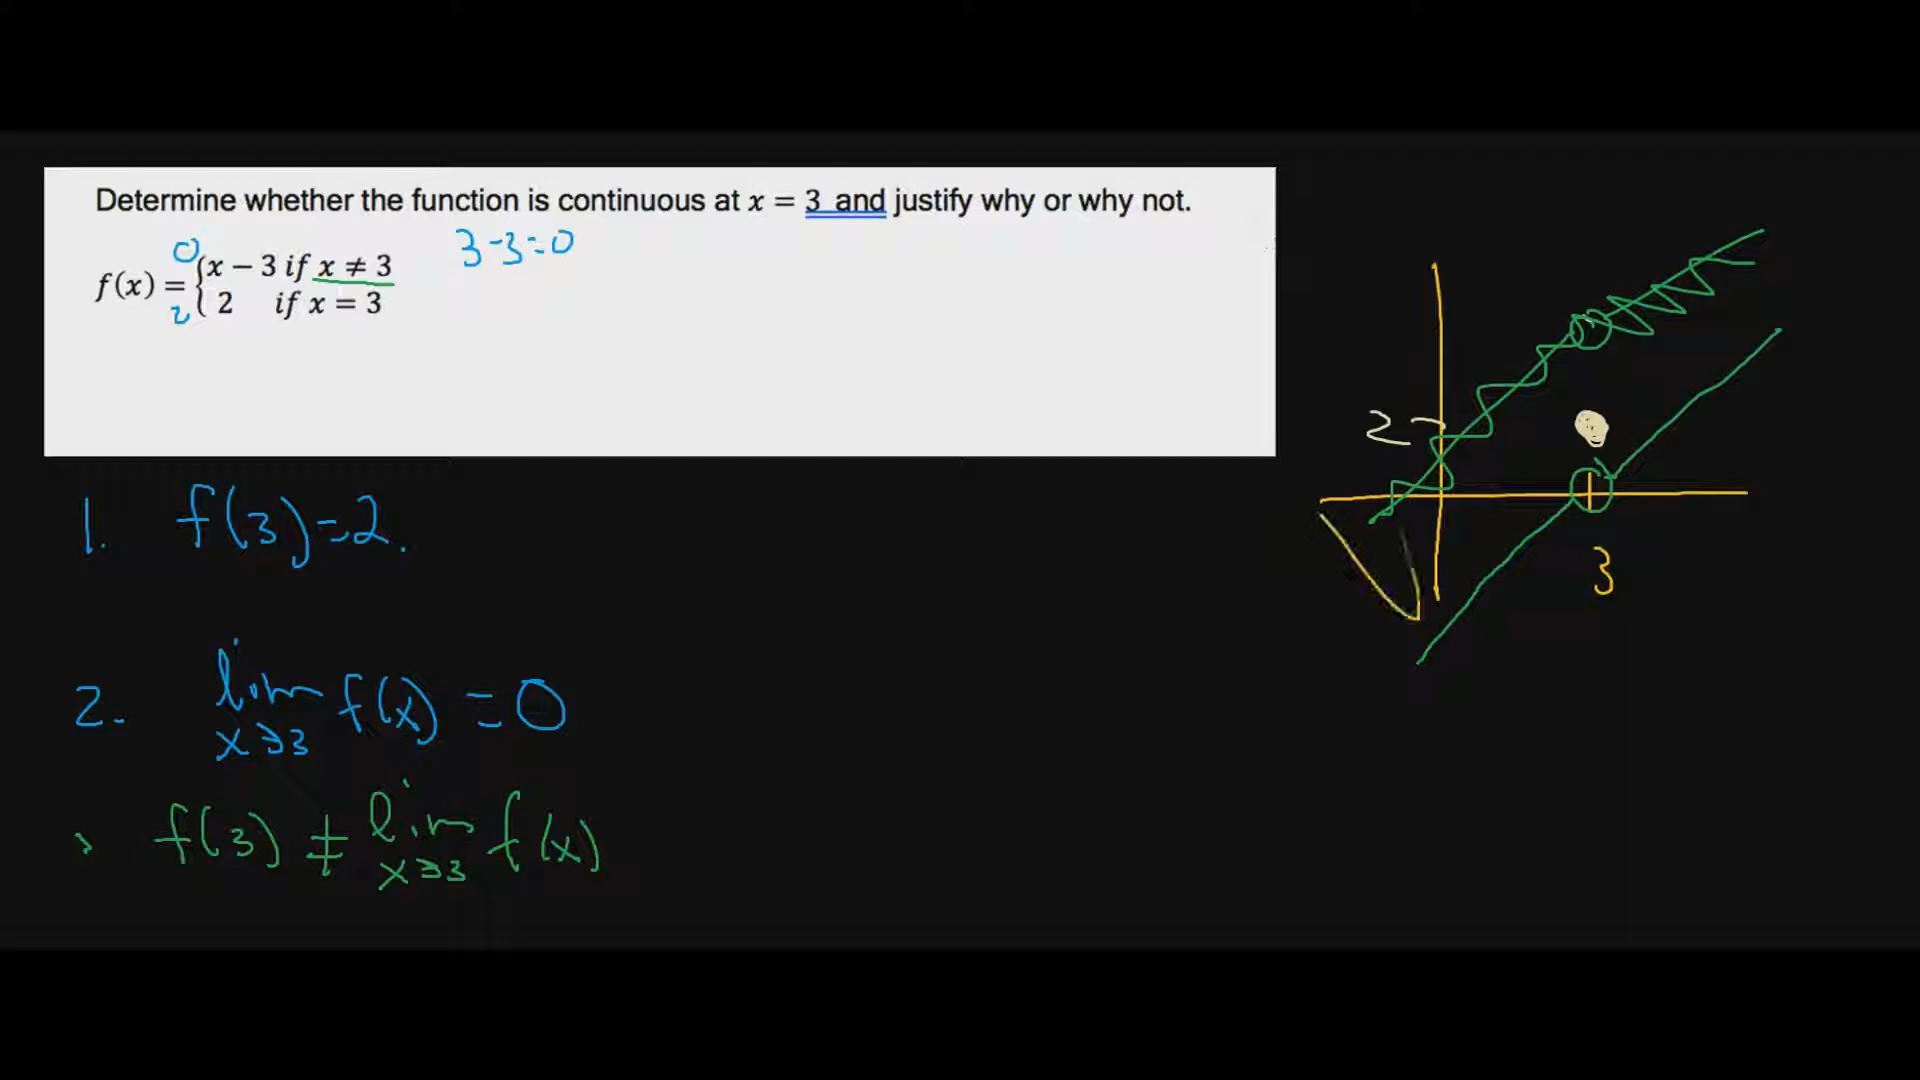 Determine whether the function is continuous at x = 3 and justify why or why not.
0
3-3=0
f(x) = { x − 3 if x ≠ 3
2
2 if x = 3
1. f(3)=2.
2. lim f(x) = 0
x→3
f(3) ≠ lim f(x)
x→3
2
3